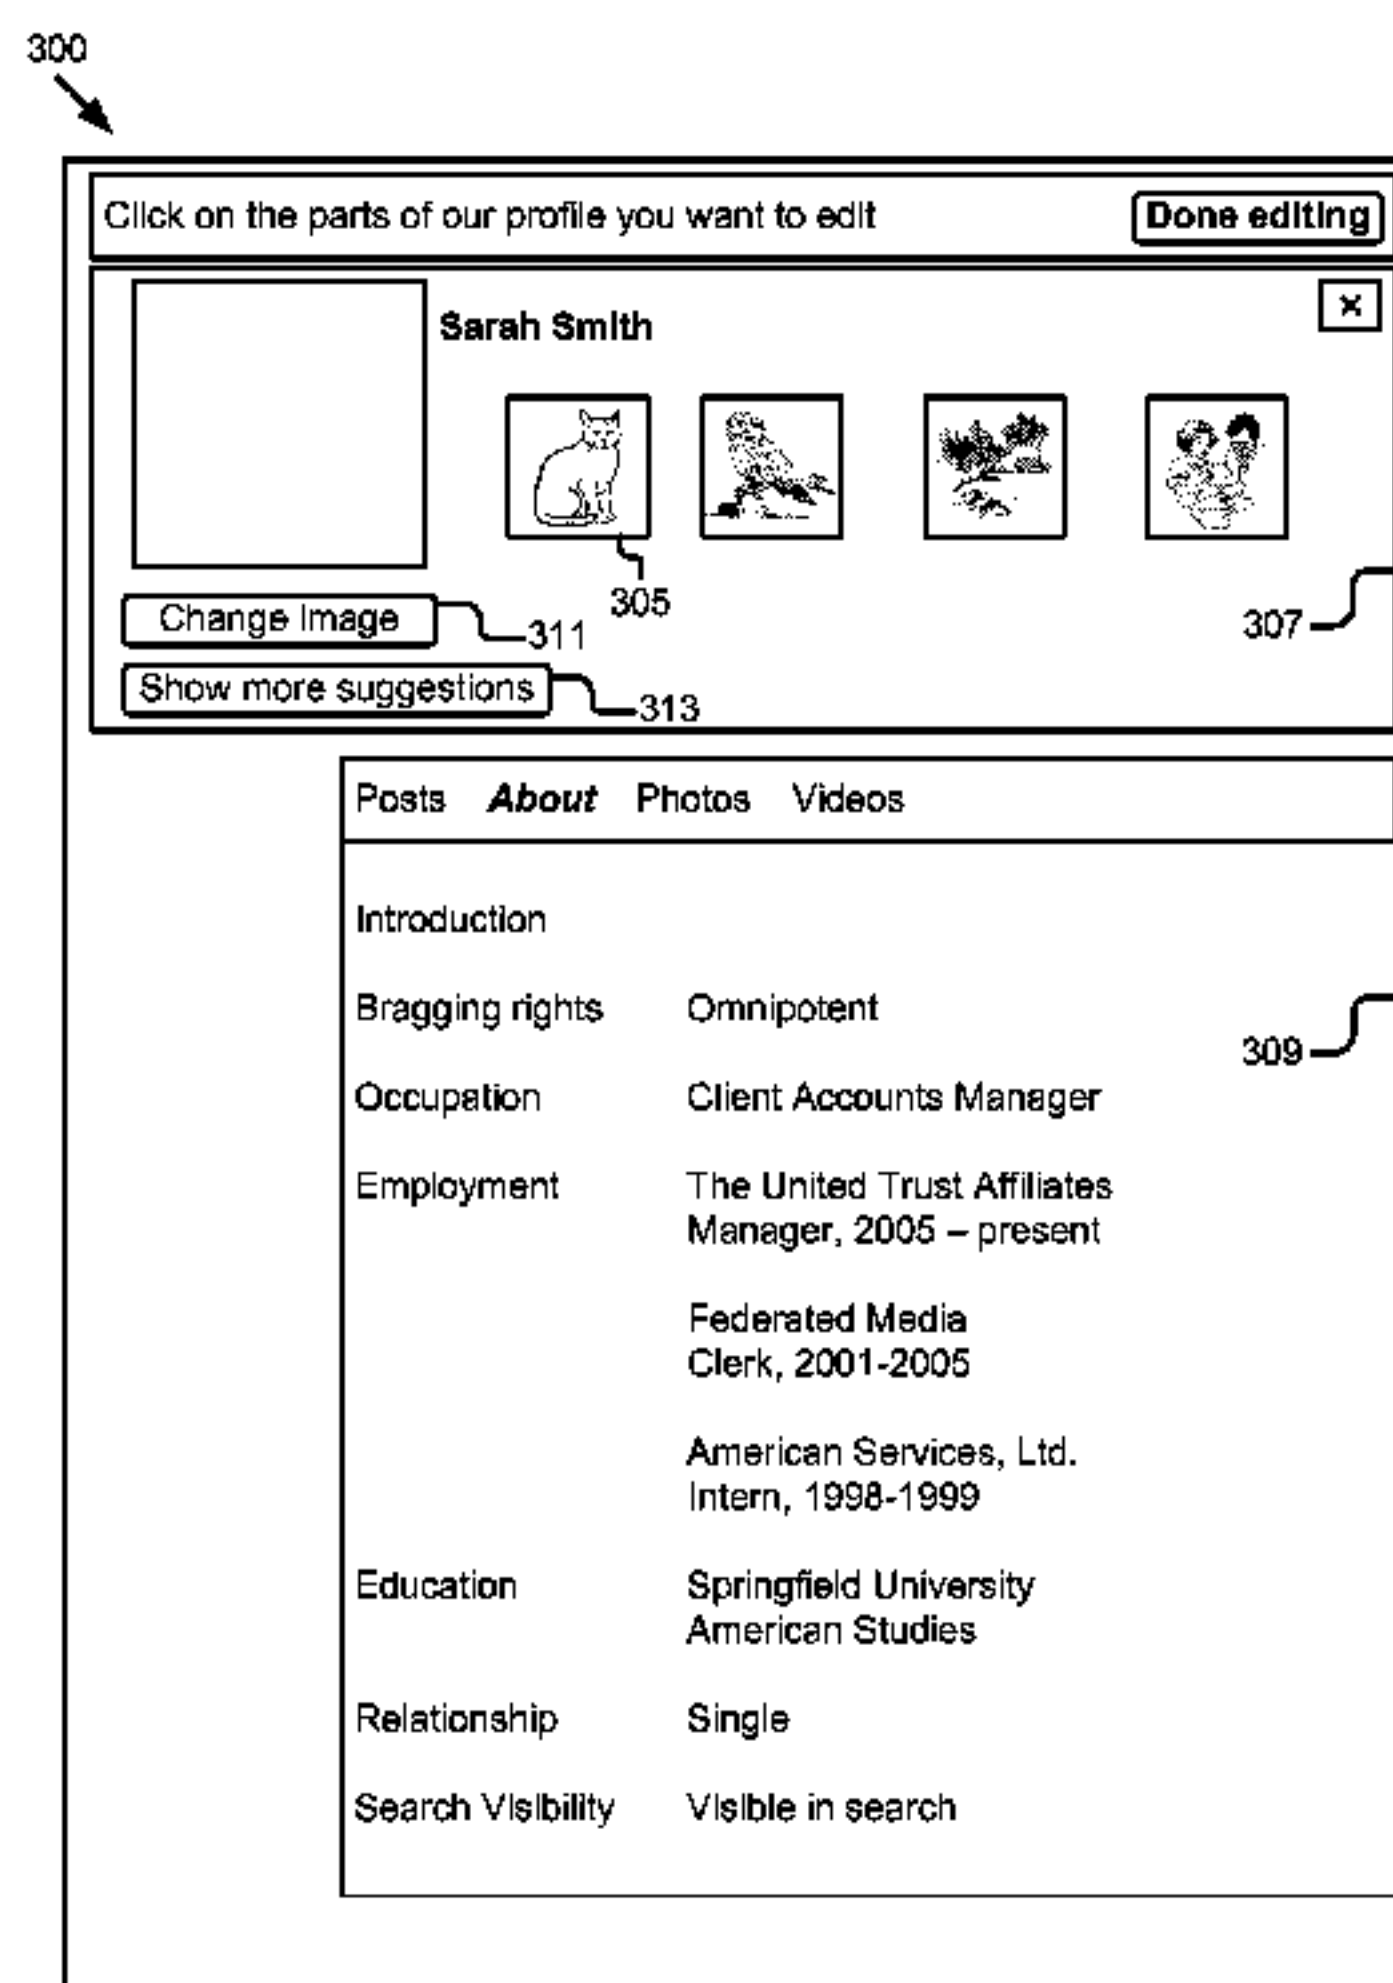 300
Click on the parts of our profile you want to edit Done editing
Sarah Smith x
305
307
Change Image 311
Show more suggestions 313
Posts About Photos Videos
Introduction
Bragging rights Omnipotent
309
Occupation Client Accounts Manager
Employment The United Trust Affiliates
Manager, 2005 – present
Federated Media
Clerk, 2001-2005
American Services, Ltd.
Intern, 1998-1999
Education Springfield University
American Studies
Relationship Single
Search Visibility Visible in search